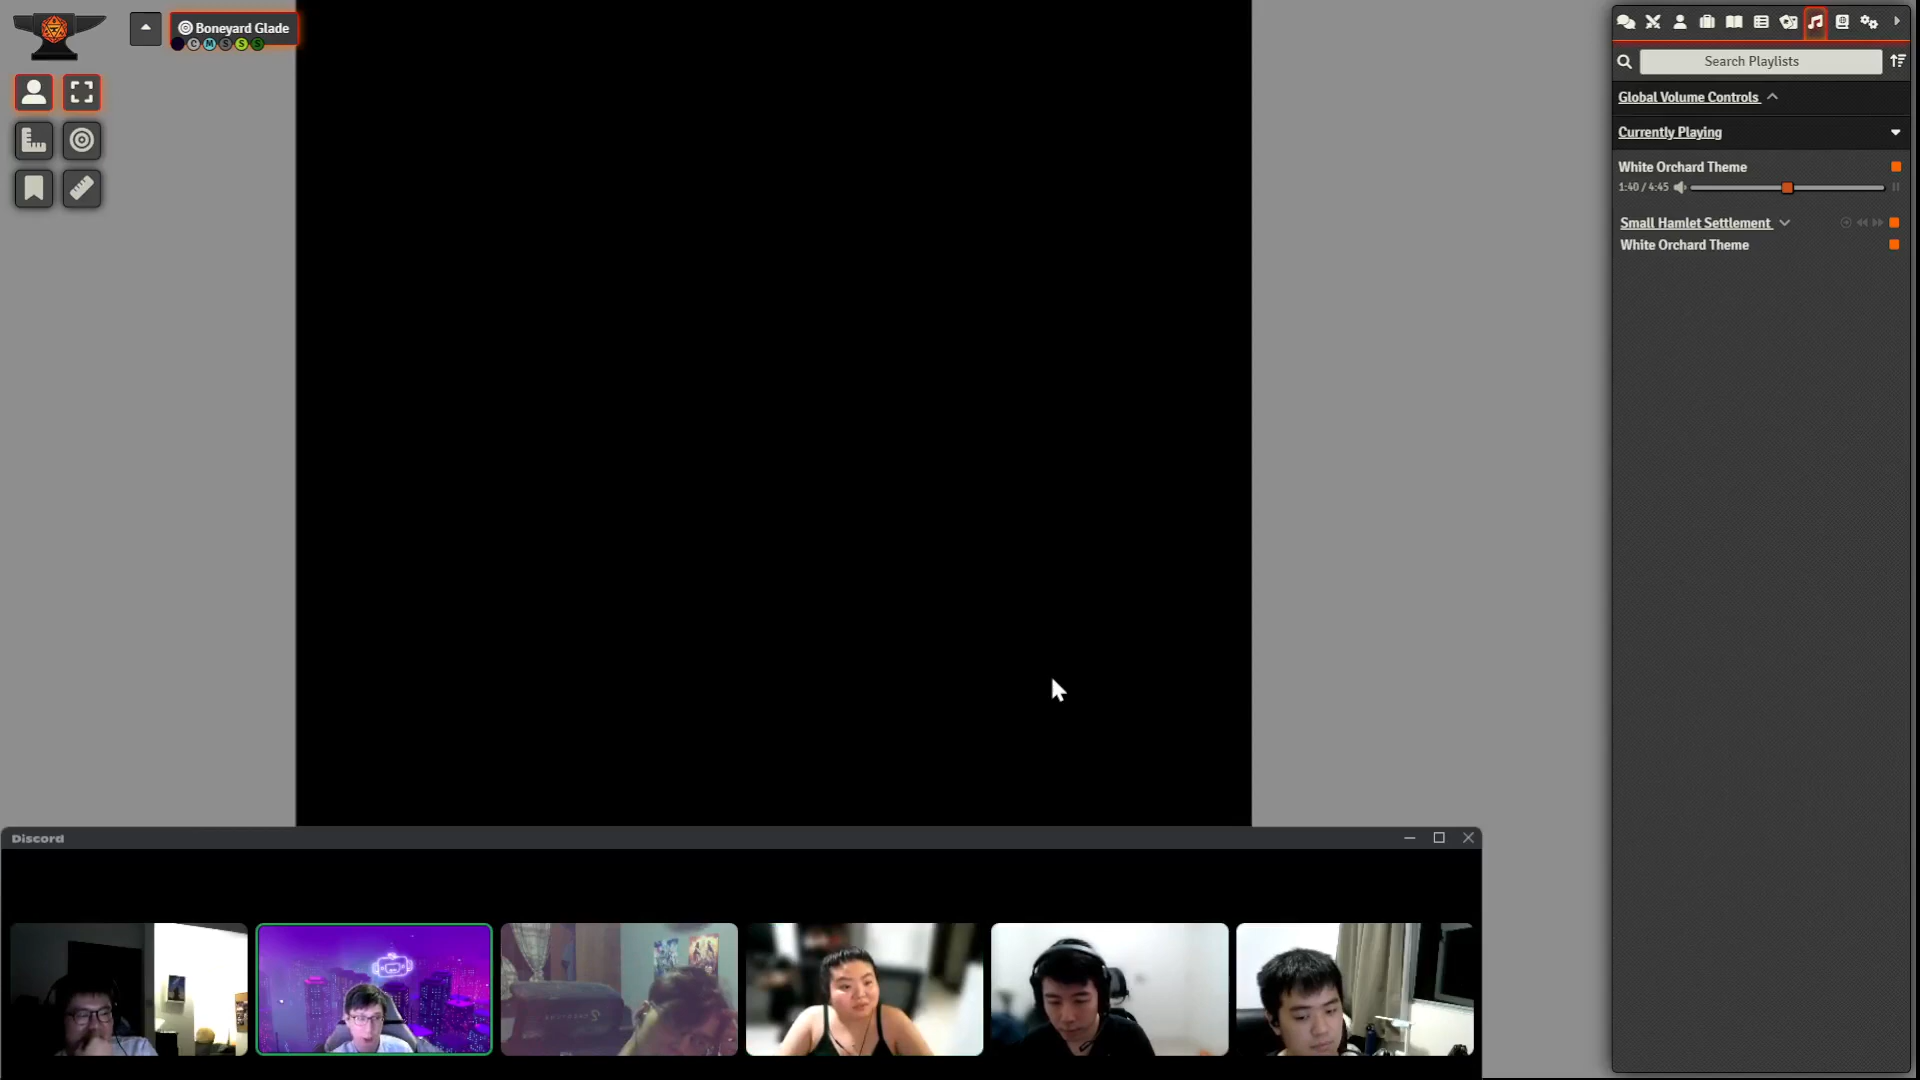 Boneyard Glade
C M S S S
Search Playlists
Global Volume Controls
Currently Playing
White Orchard Theme
1:40 / 4:45
Small Hamlet Settlement
White Orchard Theme
Discord